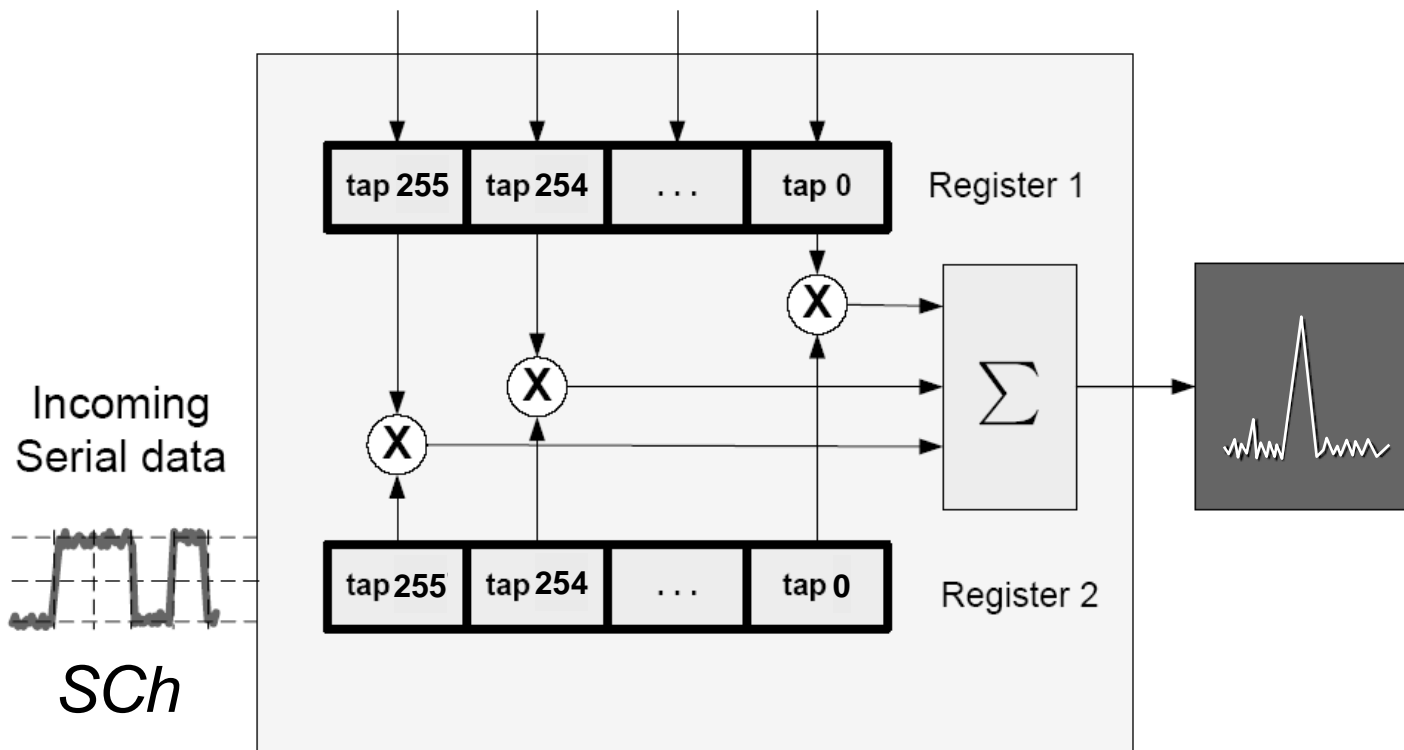 tap 255 tap 254 ... tap 0 Register 1
X
X
X
Σ
Incoming
Serial data
tap 255 tap 254 ... tap 0 Register 2
SCh